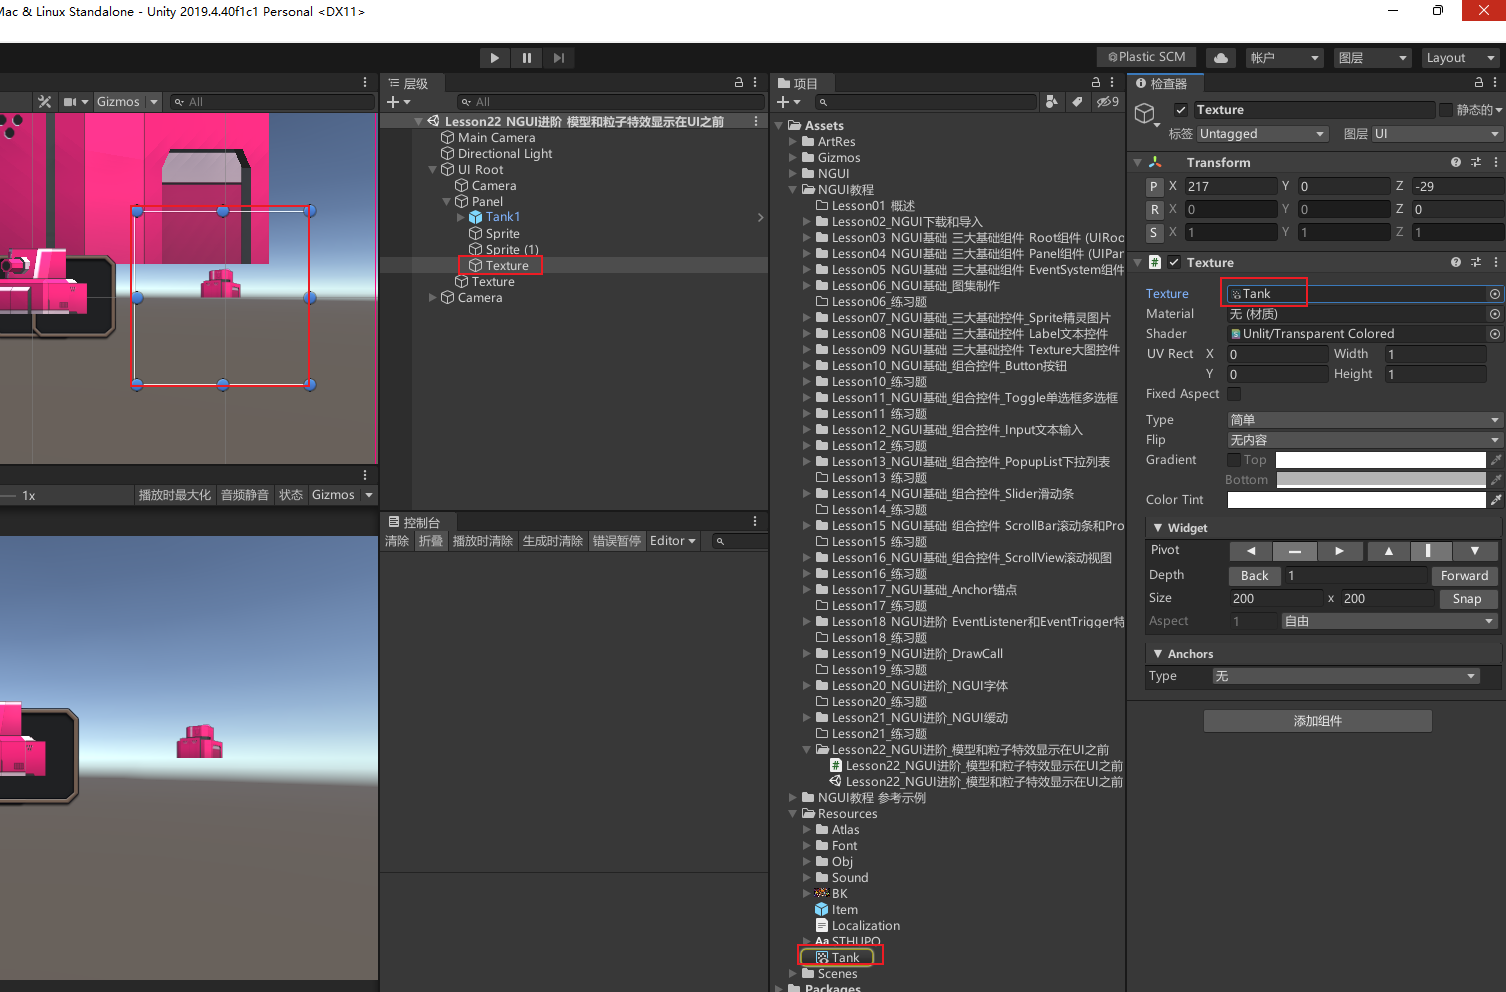 Mac & Linux Standalone - Unity 2019.4.40f1c1 Personal <DX11>
Plastic SCM
帐户
图层
Layout
Gizmos
All
层级
All
Lesson22_NGUI进阶_模型和粒子特效显示在UI之前
Main Camera
Directional Light
UI Root
Camera
Panel
Tank1
Sprite
Sprite (1)
Texture
Texture
Camera
1x
播放时最大化 音频静音 状态 Gizmos
控制台
清除 折叠 播放时清除 生成时清除 错误暂停 Editor
项目
9
Assets
ArtRes
Gizmos
NGUI
NGUI教程
Lesson01_概述
Lesson02_NGUI下载和导入
Lesson03_NGUI基础_三大基础组件_Root组件 (UIRoo
Lesson04_NGUI基础_三大基础组件_Panel组件 (UIPan
Lesson05_NGUI基础_三大基础组件_EventSystem组件
Lesson06_NGUI基础_图集制作
Lesson06_练习题
Lesson07_NGUI基础_三大基础控件_Sprite精灵图片
Lesson08_NGUI基础_三大基础控件_Label文本控件
Lesson09_NGUI基础_三大基础控件_Texture大图控件
Lesson10_NGUI基础_组合控件_Button按钮
Lesson10_练习题
Lesson11_NGUI基础_组合控件_Toggle单选框多选框
Lesson11_练习题
Lesson12_NGUI基础_组合控件_Input文本输入
Lesson12_练习题
Lesson13_NGUI基础_组合控件_PopupList下拉列表
Lesson13_练习题
Lesson14_NGUI基础_组合控件_Slider滑动条
Lesson14_练习题
Lesson15_NGUI基础_组合控件_ScrollBar滚动条和Pro
Lesson15_练习题
Lesson16_NGUI基础_组合控件_ScrollView滚动视图
Lesson16_练习题
Lesson17_NGUI基础_Anchor锚点
Lesson17_练习题
Lesson18_NGUI进阶_EventListener和EventTrigger特
Lesson18_练习题
Lesson19_NGUI进阶_DrawCall
Lesson19_练习题
Lesson20_NGUI进阶_NGUI字体
Lesson20_练习题
Lesson21_NGUI进阶_NGUI缓动
Lesson21_练习题
Lesson22_NGUI进阶_模型和粒子特效显示在UI之前
Lesson22_NGUI进阶_模型和粒子特效显示在UI之前
Lesson22_NGUI进阶_模型和粒子特效显示在UI之前
NGUI教程 参考示例
Resources
Atlas
Font
Obj
Sound
BK
Item
Localization
Aa STHUPO
Tank
Scenes
Packages
检查器
Texture 静态的
标签 Untagged 图层 UI
Transform
P X 217 Y 0 Z -29
R X 0 Y 0 Z 0
S X 1 Y 1 Z 1
# Texture
Texture Tank
Material 无 (材质)
Shader Unlit/Transparent Colored
UV Rect X 0 Width 1
Y 0 Height 1
Fixed Aspect
Type 简单
Flip 无内容
Gradient Top
Bottom
Color Tint
Widget
Pivot
Depth Back 1 Forward
Size 200 x 200 Snap
Aspect 1 自由
Anchors
Type 无
添加组件